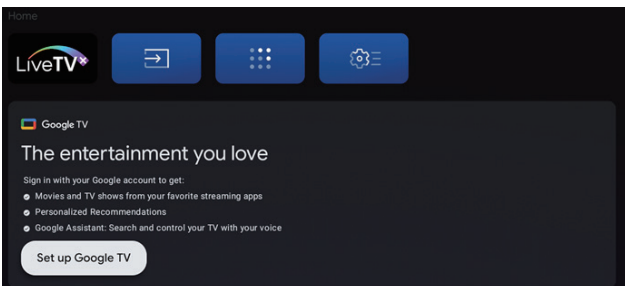 Home
LiveTV
Google TV
The entertainment you love
Sign in with your Google account to get:
Movies and TV shows from your favorite streaming apps
Personalized Recommendations
Google Assistant: Search and control your TV with your voice
Set up Google TV